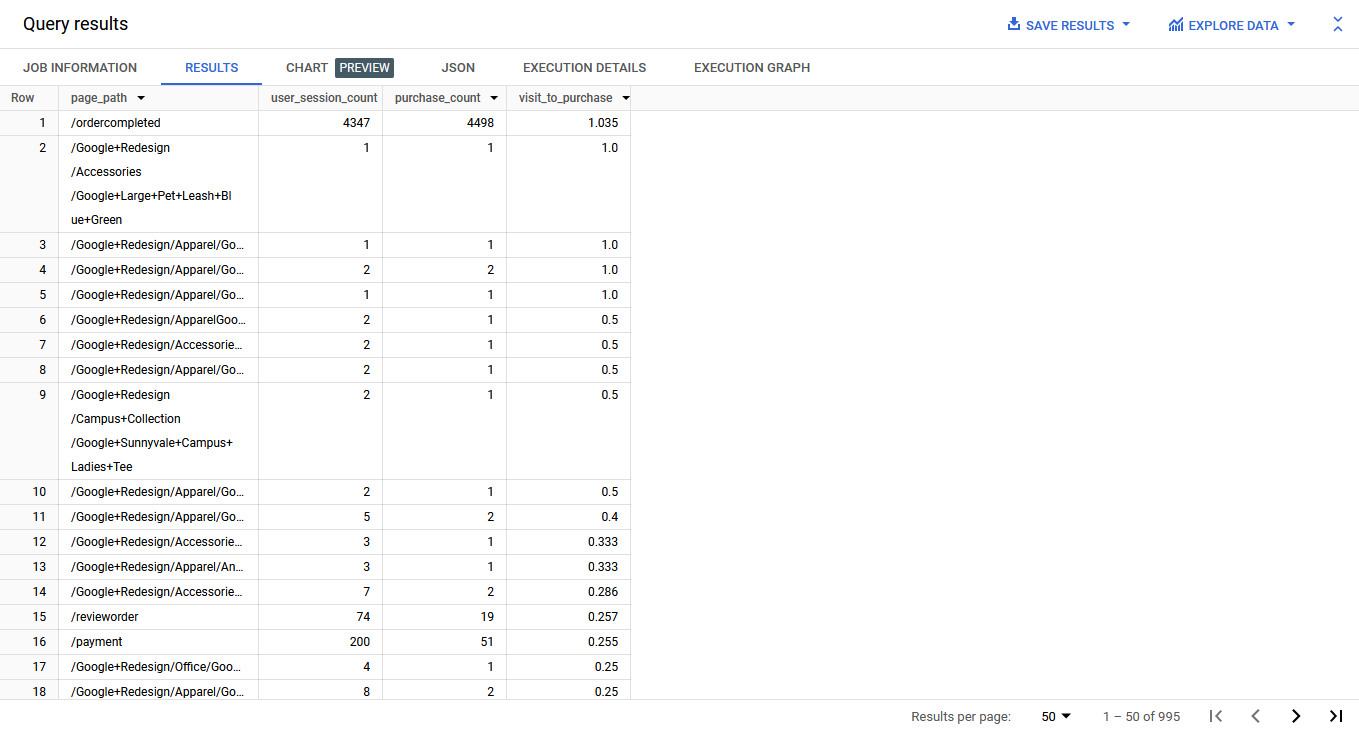 Query results
SAVE RESULTS
EXPLORE DATA
JOB INFORMATION
RESULTS
CHART PREVIEW
JSON
EXECUTION DETAILS
EXECUTION GRAPH
Row page_path user_session_count purchase_count visit_to_purchase
1 /ordercompleted 4347 4498 1.035
2 /Google+Redesign 1 1 1.0
/Accessories
/Google+Large+Pet+Leash+Bl
ue+Green
3 /Google+Redesign/Apparel/Go... 1 1 1.0
4 /Google+Redesign/Apparel/Go... 2 2 1.0
5 /Google+Redesign/Apparel/Go... 1 1 1.0
6 /Google+Redesign/ApparelGoo... 2 1 0.5
7 /Google+Redesign/Accessorie... 2 1 0.5
8 /Google+Redesign/Apparel/Go... 2 1 0.5
9 /Google+Redesign 2 1 0.5
/Campus+Collection
/Google+Sunnyvale+Campus+
Ladies+Tee
10 /Google+Redesign/Apparel/Go... 2 1 0.5
11 /Google+Redesign/Apparel/Go... 5 2 0.4
12 /Google+Redesign/Accessorie... 3 1 0.333
13 /Google+Redesign/Apparel/An... 3 1 0.333
14 /Google+Redesign/Accessorie... 7 2 0.286
15 /revieworder 74 19 0.257
16 /payment 200 51 0.255
17 /Google+Redesign/Office/Goo... 4 1 0.25
18 /Google+Redesign/Apparel/Go... 8 2 0.25
Results per page: 50 1 – 50 of 995